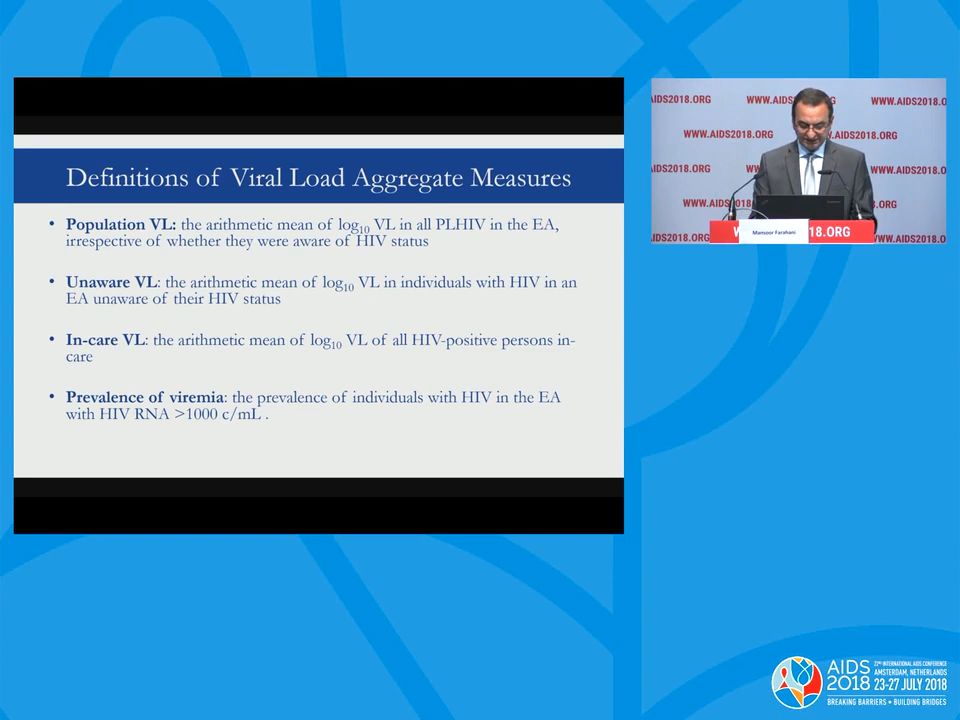 Definitions of Viral Load Aggregate Measures
• Population VL: the arithmetic mean of log10 VL in all PLHIV in the EA,
irrespective of whether they were aware of HIV status
• Unaware VL: the arithmetic mean of log10 VL in individuals with HIV in an
EA unaware of their HIV status
• In-care VL: the arithmetic mean of log10 VL of all HIV-positive persons in-
care
• Prevalence of viremia: the prevalence of individuals with HIV in the EA
with HIV RNA >1000 c/mL .
AIDS2018.ORG WWW.AIDS G WWW.AIDS2018.O
WWW.AIDS2018.ORG .AIDS2018.ORG
AIDS2018.ORG WWW. WWW.AIDS2018.O
WWW.AIDS2 .ORG
AIDS2018.ORG WWW.AIDS2018.O
W 18.ORG
Mansoor Farahani
AIDS
2018
22ND INTERNATIONAL AIDS CONFERENCE
AMSTERDAM, NETHERLANDS
23-27 JULY 2018
BREAKING BARRIERS • BUILDING BRIDGES